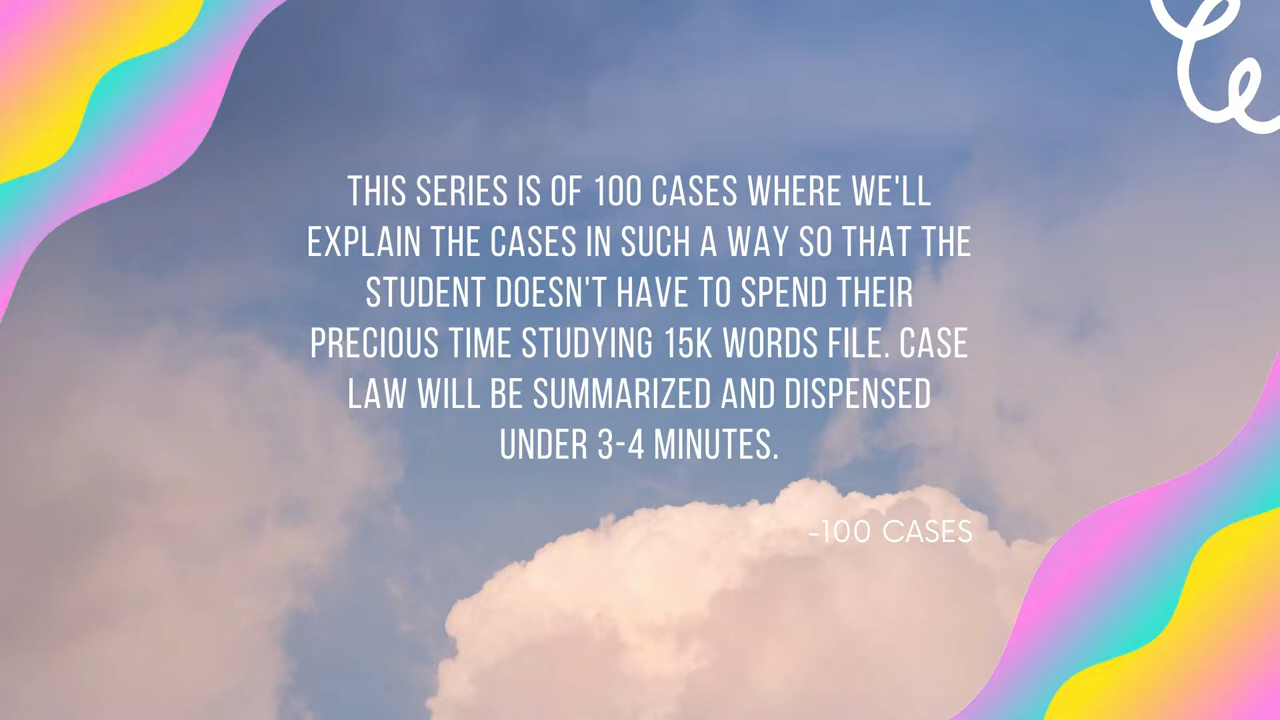 THIS SERIES IS OF 100 CASES WHERE WE'LL
EXPLAIN THE CASES IN SUCH A WAY SO THAT THE
STUDENT DOESN'T HAVE TO SPEND THEIR
PRECIOUS TIME STUDYING 15K WORDS FILE. CASE
LAW WILL BE SUMMARIZED AND DISPENSED
UNDER 3-4 MINUTES.
-100 CASES